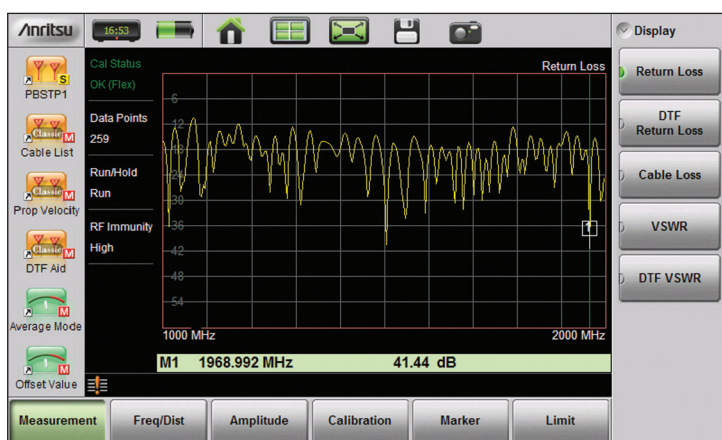 Anritsu
16:53
Display
S
PBSTP1
Classic M
Cable List
Classic M
Prop Velocity
Classic M
DTF Aid
M
Average Mode
M
Offset Value
Cal Status
OK (Flex)
Data Points
259
Run/Hold
Run
RF Immunity
High
Return Loss
-6
-12
-18
-24
-30
-36
-42
-48
-54
1
1000 MHz
2000 MHz
M1 1968.992 MHz 41.44 dB
Return Loss
DTF
Return Loss
Cable Loss
VSWR
DTF VSWR
Measurement
Freq/Dist
Amplitude
Calibration
Marker
Limit